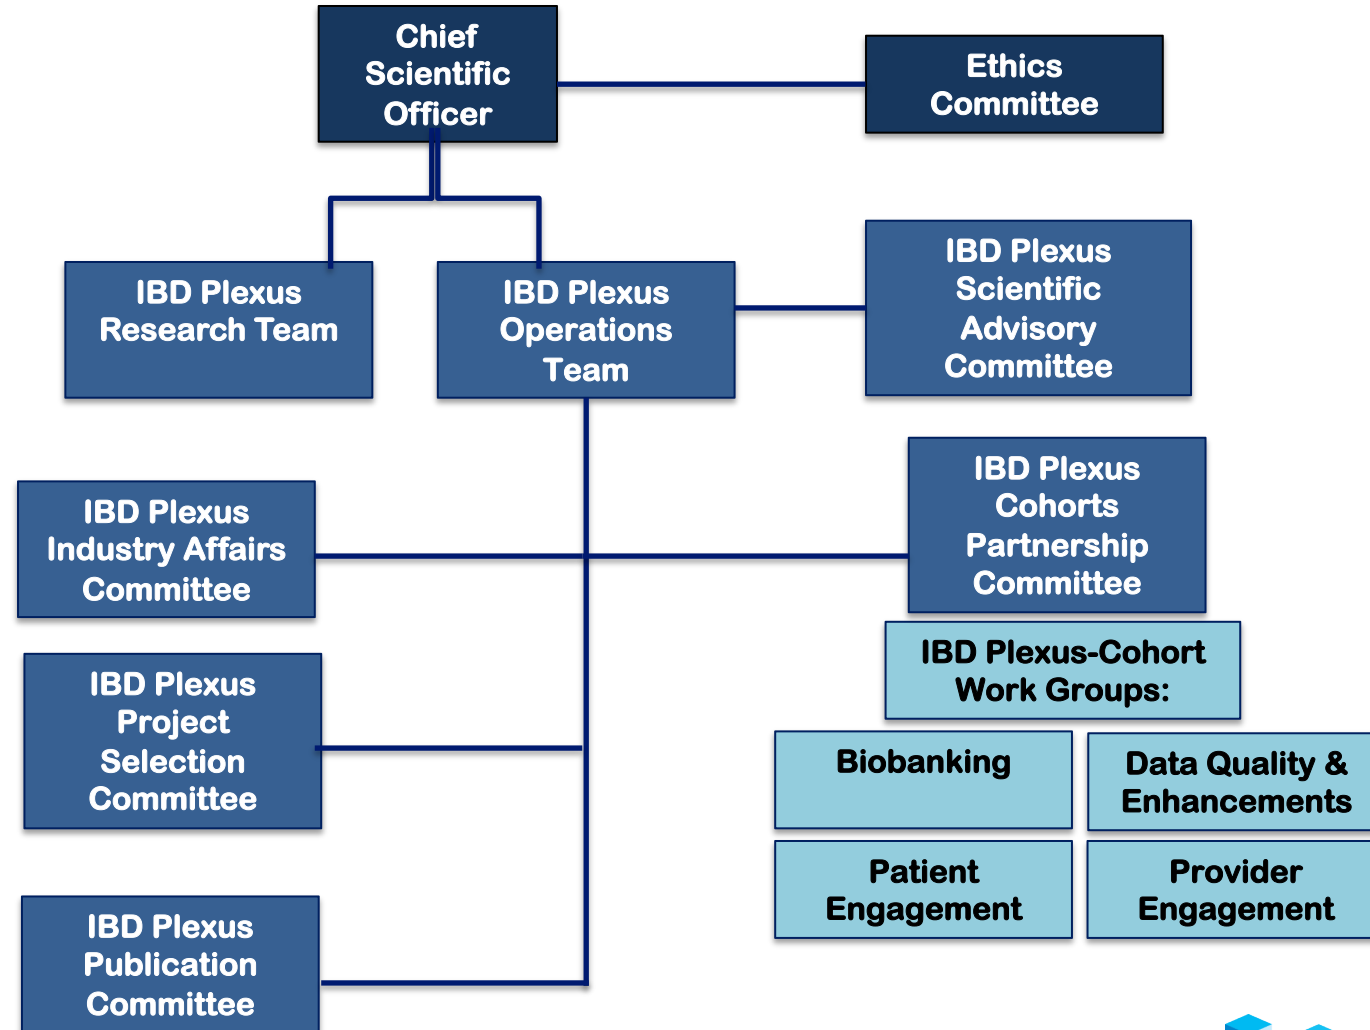 Chief
Scientific
Officer
Ethics
Committee
IBD Plexus
Research Team
IBD Plexus
Operations
Team
IBD Plexus
Scientific
Advisory
Committee
IBD Plexus
Industry Affairs
Committee
IBD Plexus
Cohorts
Partnership
Committee
IBD Plexus
Project
Selection
Committee
IBD Plexus-Cohort
Work Groups:
Biobanking
Data Quality &
Enhancements
Patient
Engagement
Provider
Engagement
IBD Plexus
Publication
Committee